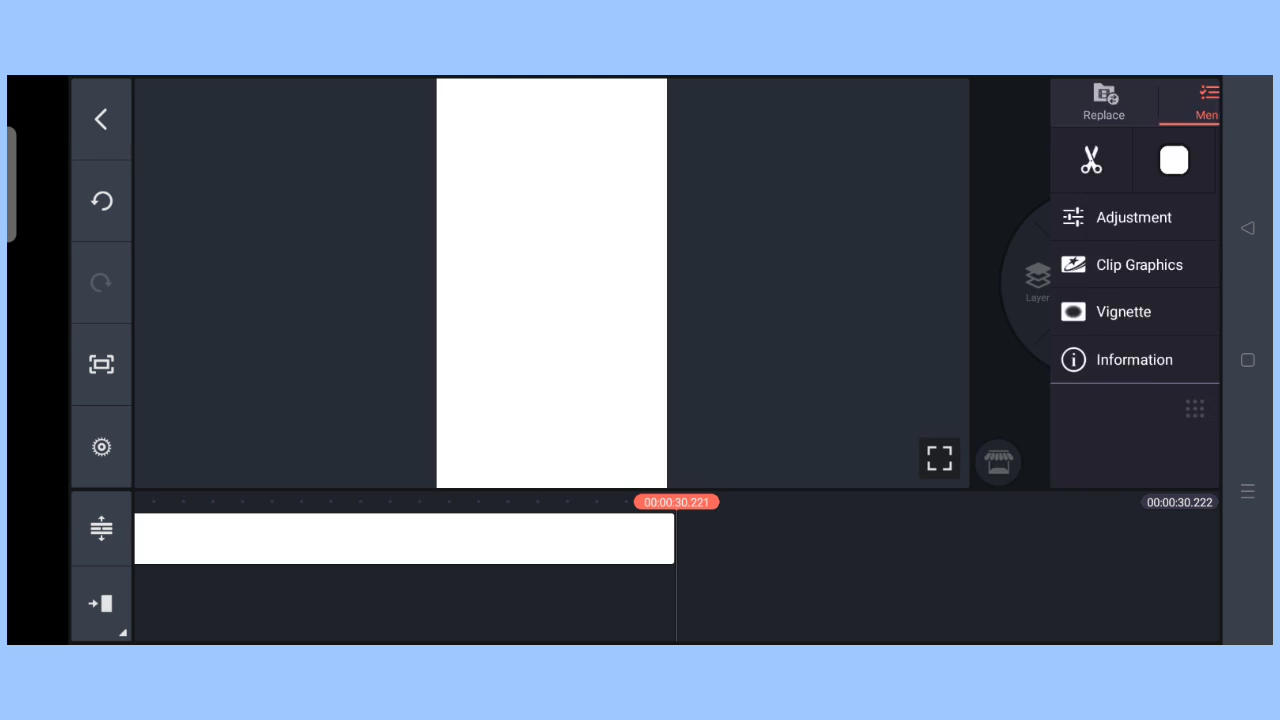 Replace
Men
Adjustment
Clip Graphics
Layer
Vignette
Information
00:00:30.221
00:00:30.222